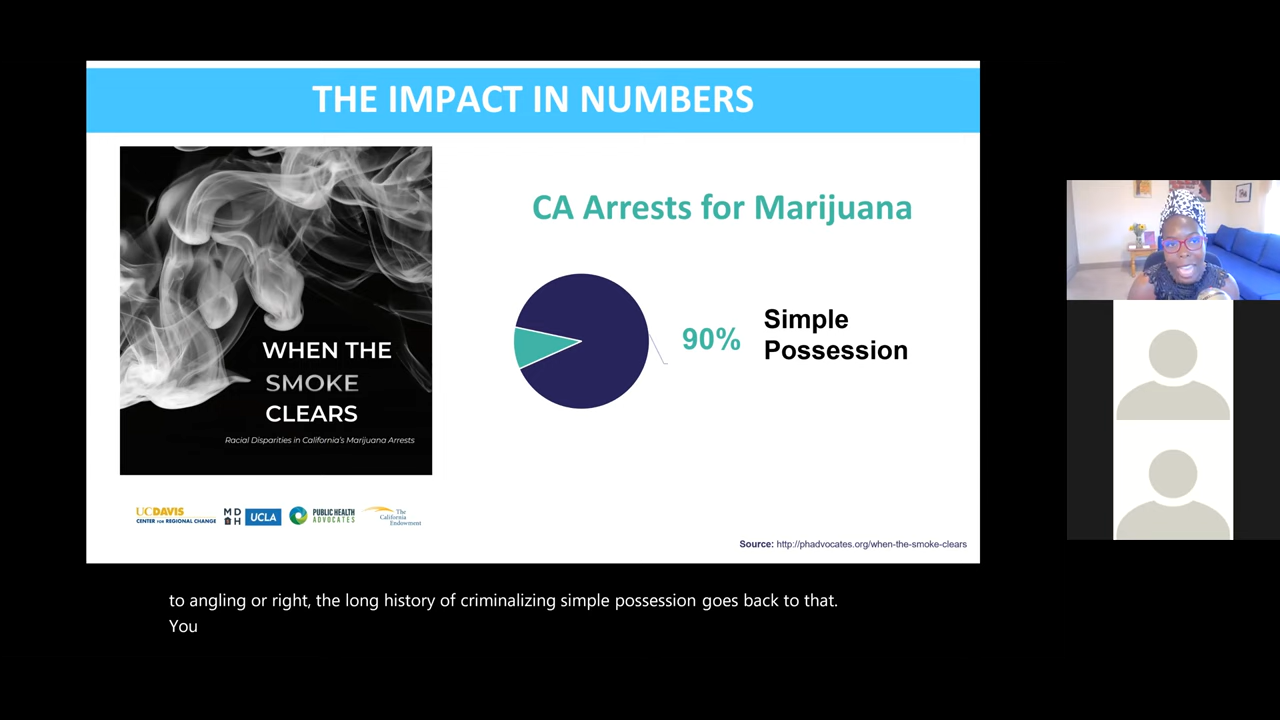 THE IMPACT IN NUMBERS
WHEN THE
SMOKE
CLEARS
Racial Disparities in California's Marijuana Arrests
CA Arrests for Marijuana
90%
Simple
Possession
UCDAVIS
CENTER FOR REGIONAL CHANGE
MD
H
UCLA
PUBLIC HEALTH
ADVOCATES
The
California
Endowment
Source: http://phadvocates.org/when-the-smoke-clears
to angling or right, the long history of criminalizing simple possession goes back to that.
You